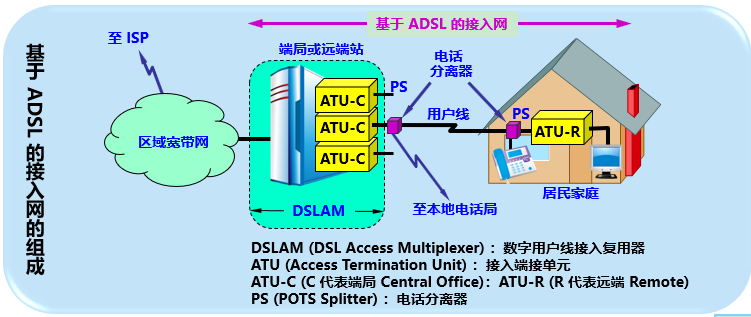 基于 ADSL 的接入网的组成
基于 ADSL 的接入网
至 ISP
端局或远端站
电话
分离器
PS
ATU-C
ATU-C
ATU-C
用户线
PS
ATU-R
区域宽带网
居民家庭
至本地电话局
DSLAM
DSLAM (DSL Access Multiplexer) ：数字用户线接入复用器
ATU (Access Termination Unit) ：接入端接单元
ATU-C (C 代表端局 Central Office)：ATU-R (R 代表远端 Remote)
PS (POTS Splitter) ：电话分离器